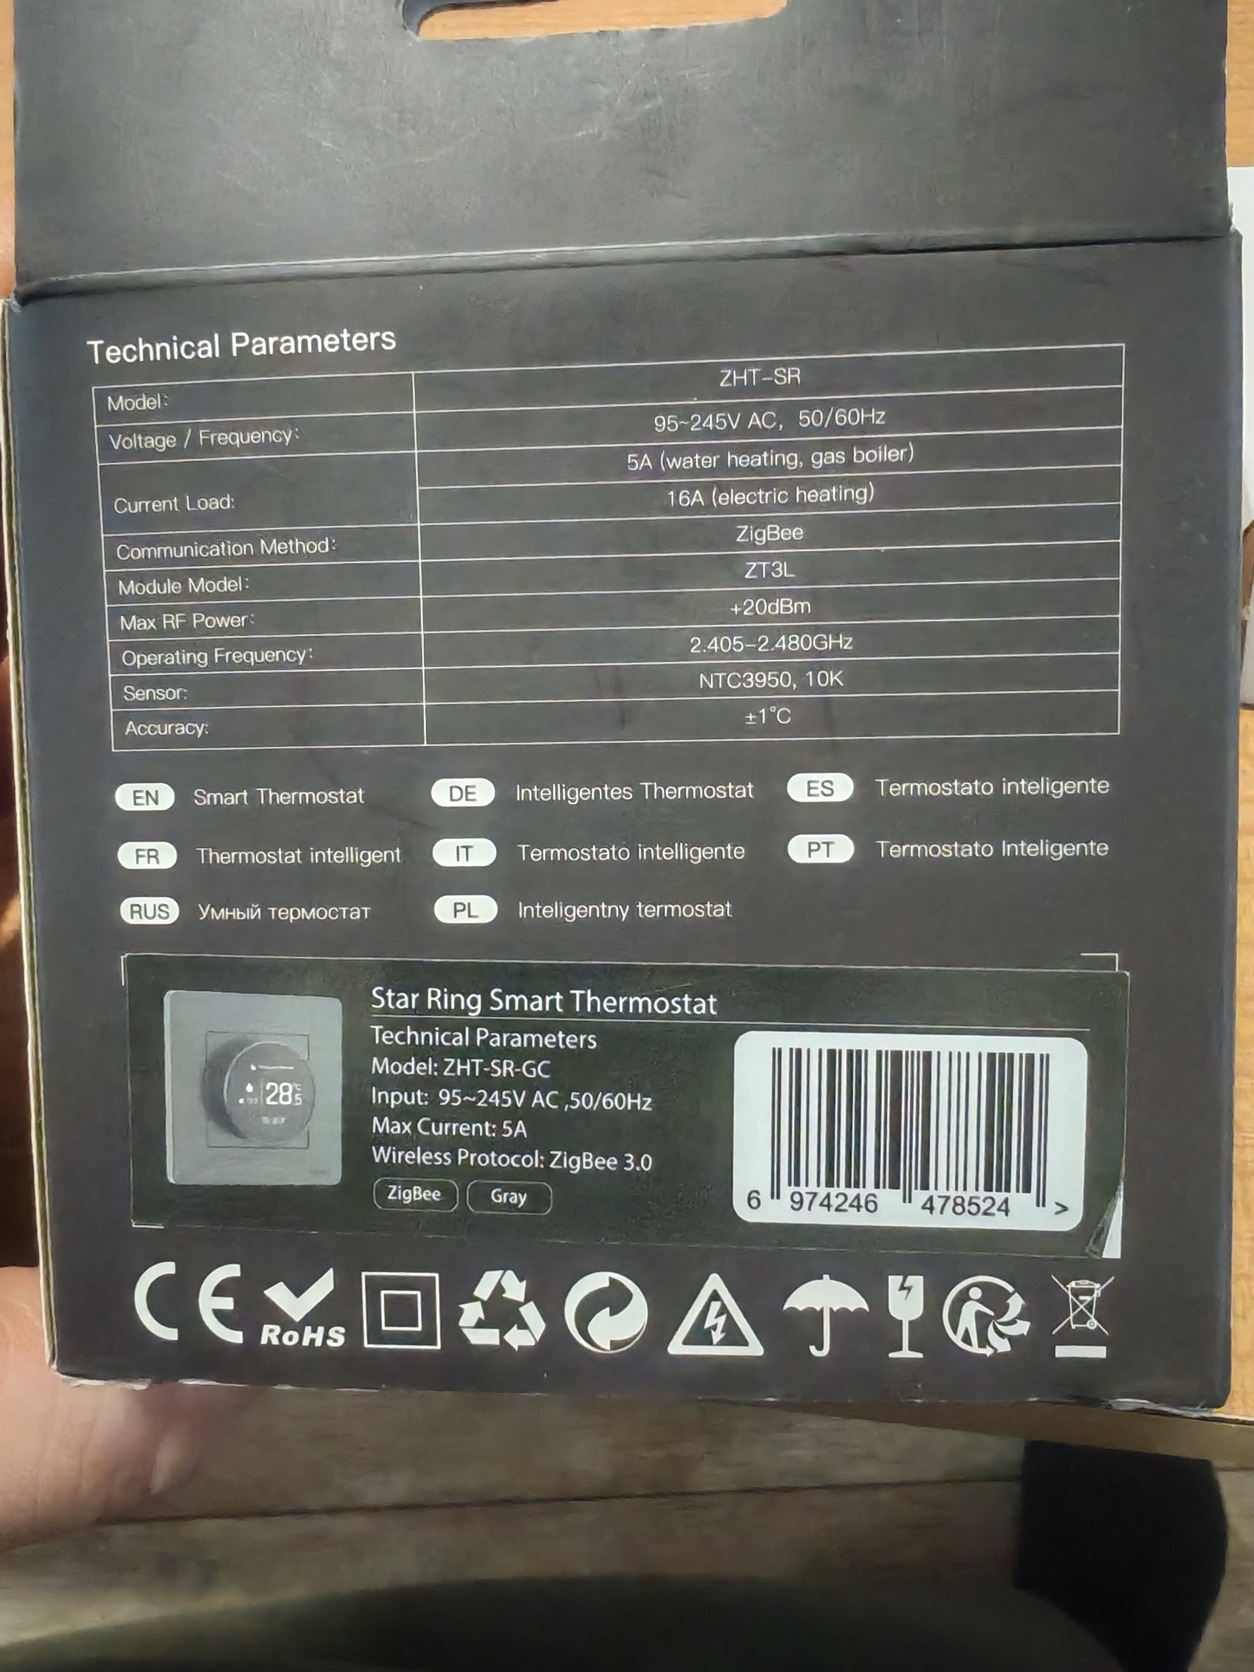 Technical Parameters
Model: ZHT-SR
Voltage / Frequency: 95~245V AC, 50/60Hz
Current Load: 5A (water heating, gas boiler)
16A (electric heating)
Communication Method: ZigBee
Module Model: ZT3L
Max RF Power: +20dBm
Operating Frequency: 2.405-2.480GHz
Sensor: NTC3950, 10K
Accuracy: ±1°C
EN Smart Thermostat DE Intelligentes Thermostat ES Termostato inteligente
FR Thermostat intelligent IT Termostato intelligente PT Termostato Inteligente
RUS Умный термостат PL Inteligentny termostat
Star Ring Smart Thermostat
Technical Parameters
Model: ZHT-SR-GC
Input: 95~245V AC ,50/60Hz
Max Current: 5A
Wireless Protocol: ZigBee 3.0
ZigBee Gray
28.5 °C
6 974246 478524 >
CE RoHS